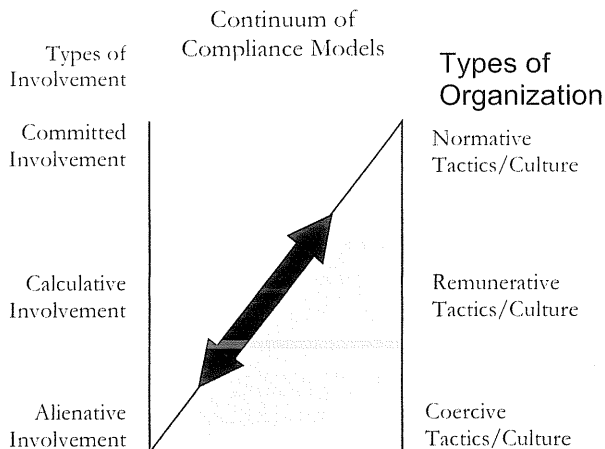 Continuum of
Compliance Models
Types of
Involvement
Types of
Organization
Committed
Involvement
Normative
Tactics/Culture
Calculative
Involvement
Remunerative
Tactics/Culture
Alienative
Involvement
Coercive
Tactics/Culture